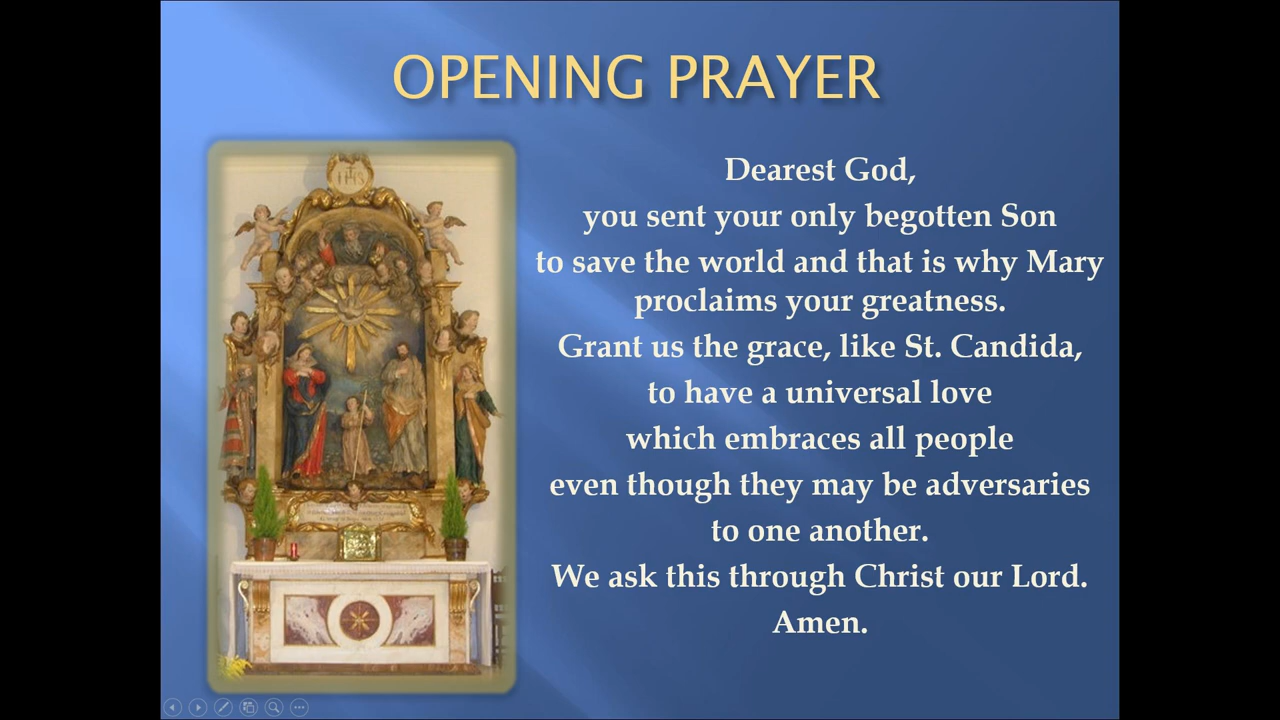 OPENING PRAYER
IHS
Dearest God,
you sent your only begotten Son
to save the world and that is why Mary
proclaims your greatness.
Grant us the grace, like St. Candida,
to have a universal love
which embraces all people
even though they may be adversaries
to one another.
We ask this through Christ our Lord.
Amen.